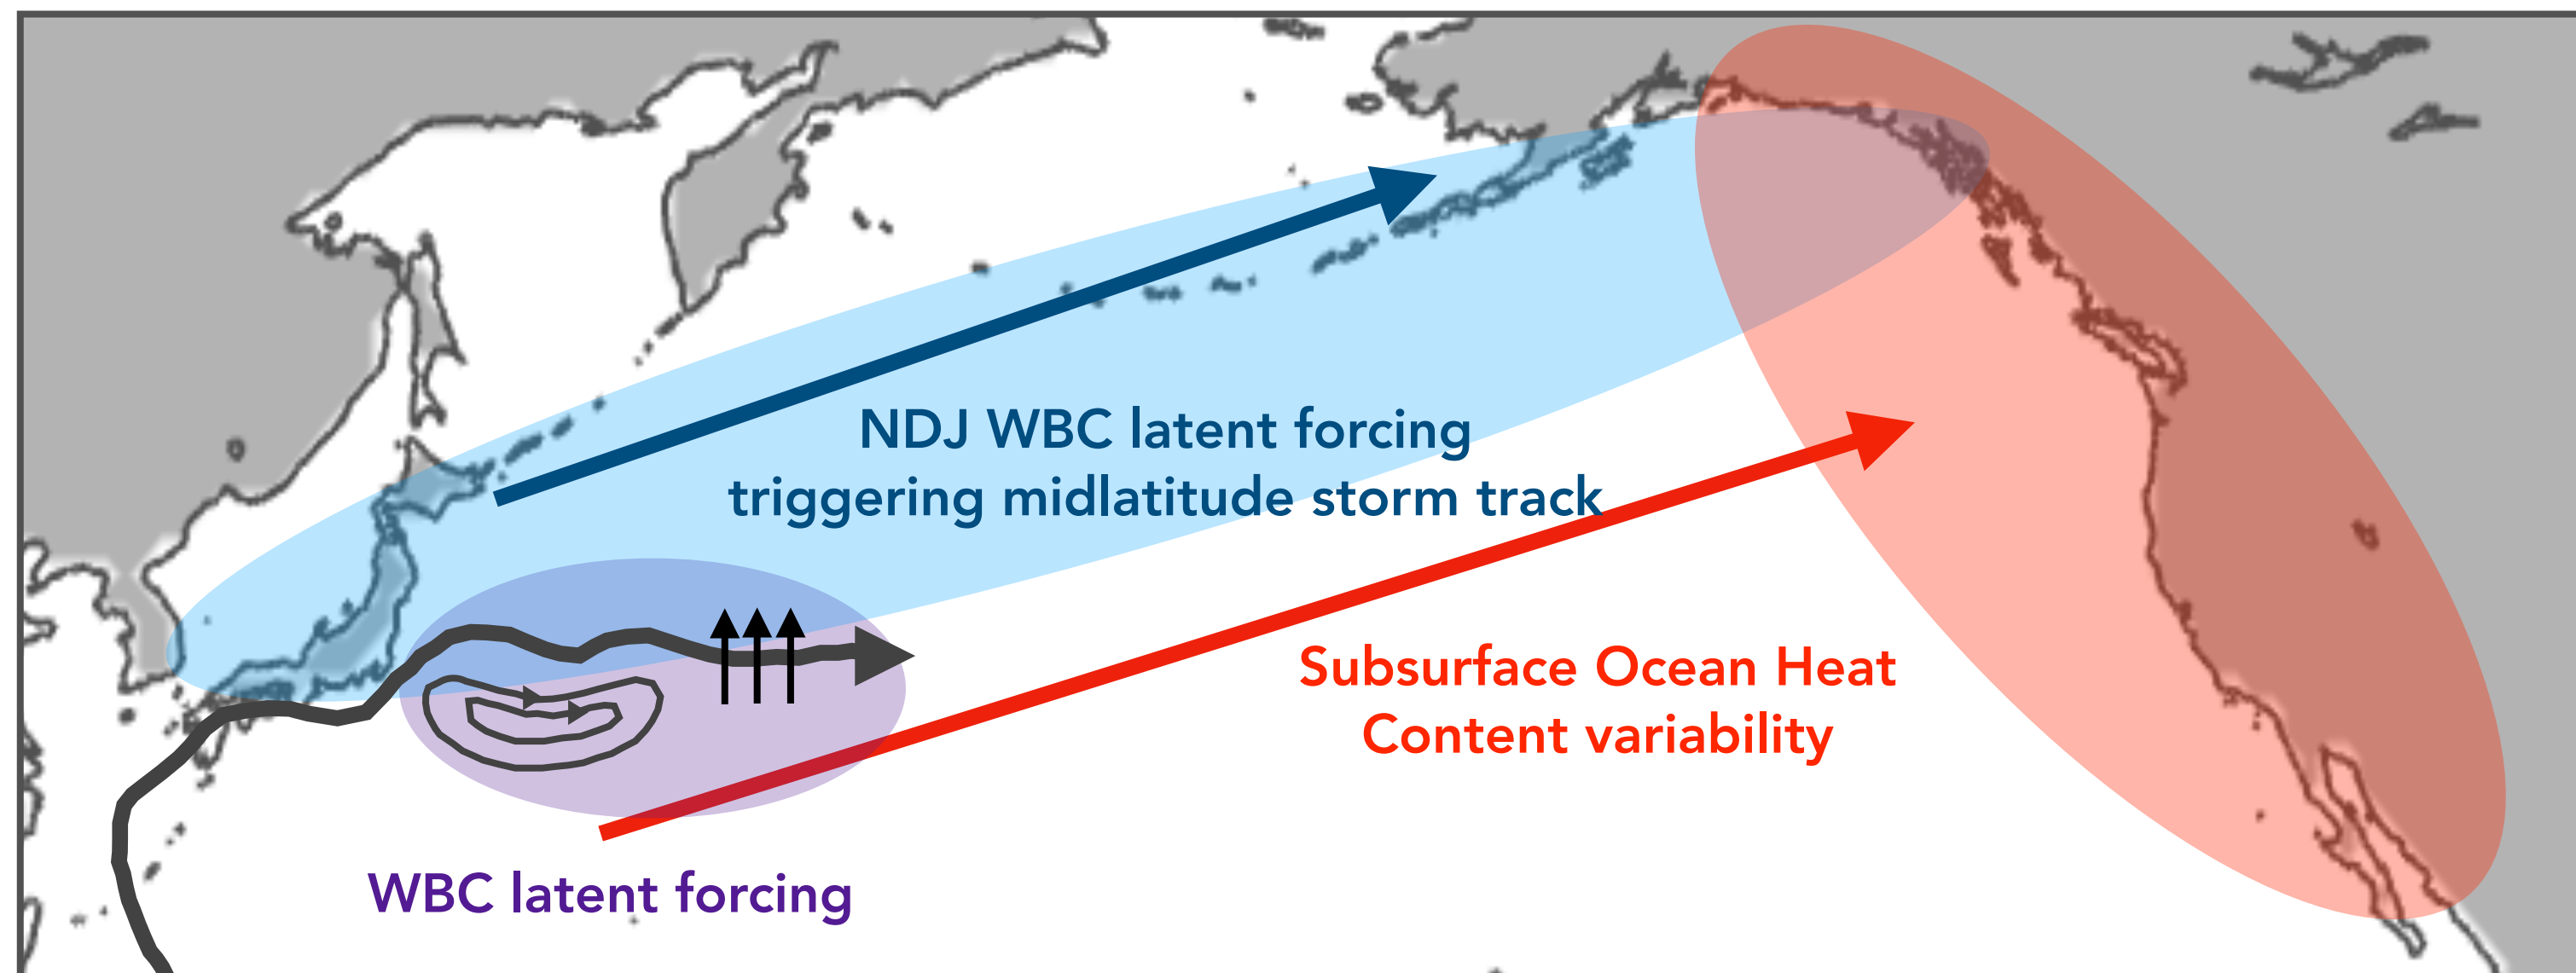 NDJ WBC latent forcing
triggering midlatitude storm track
Subsurface Ocean Heat
Content variability
WBC latent forcing